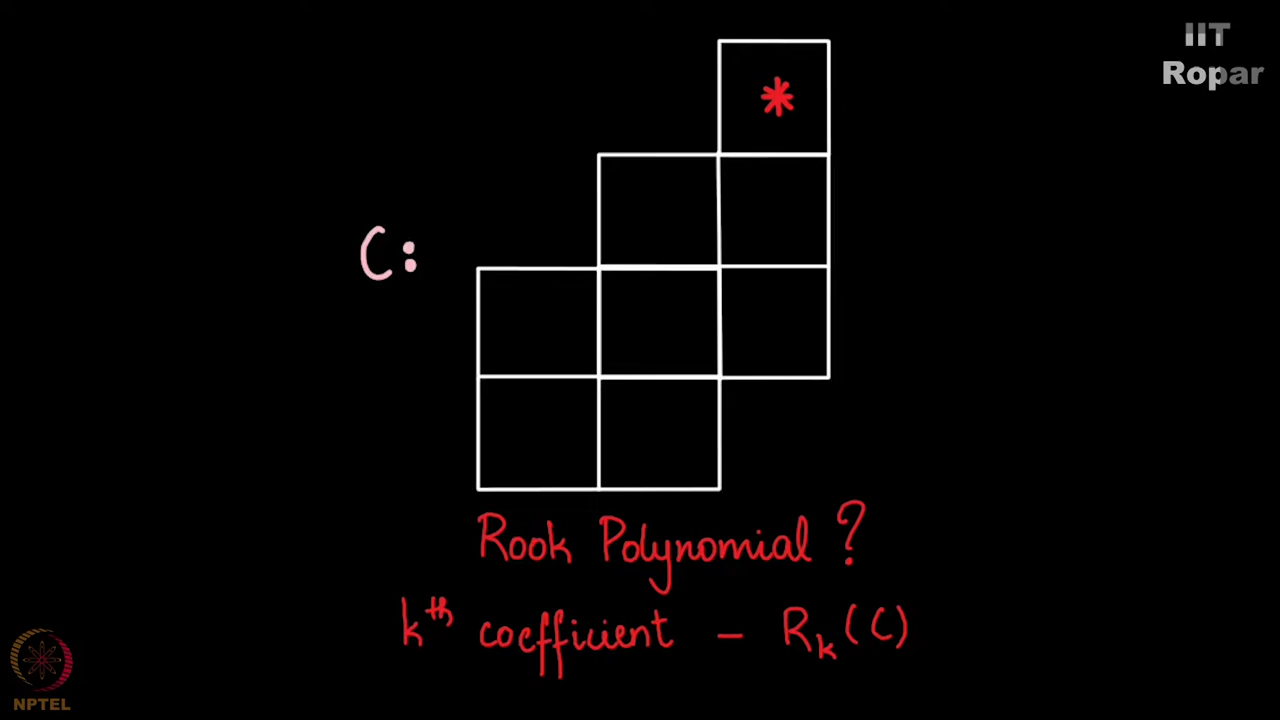 IIT
Ropar
*
C:
Rook Polynomial ?
kth coefficient - Rk(C)
NPTEL